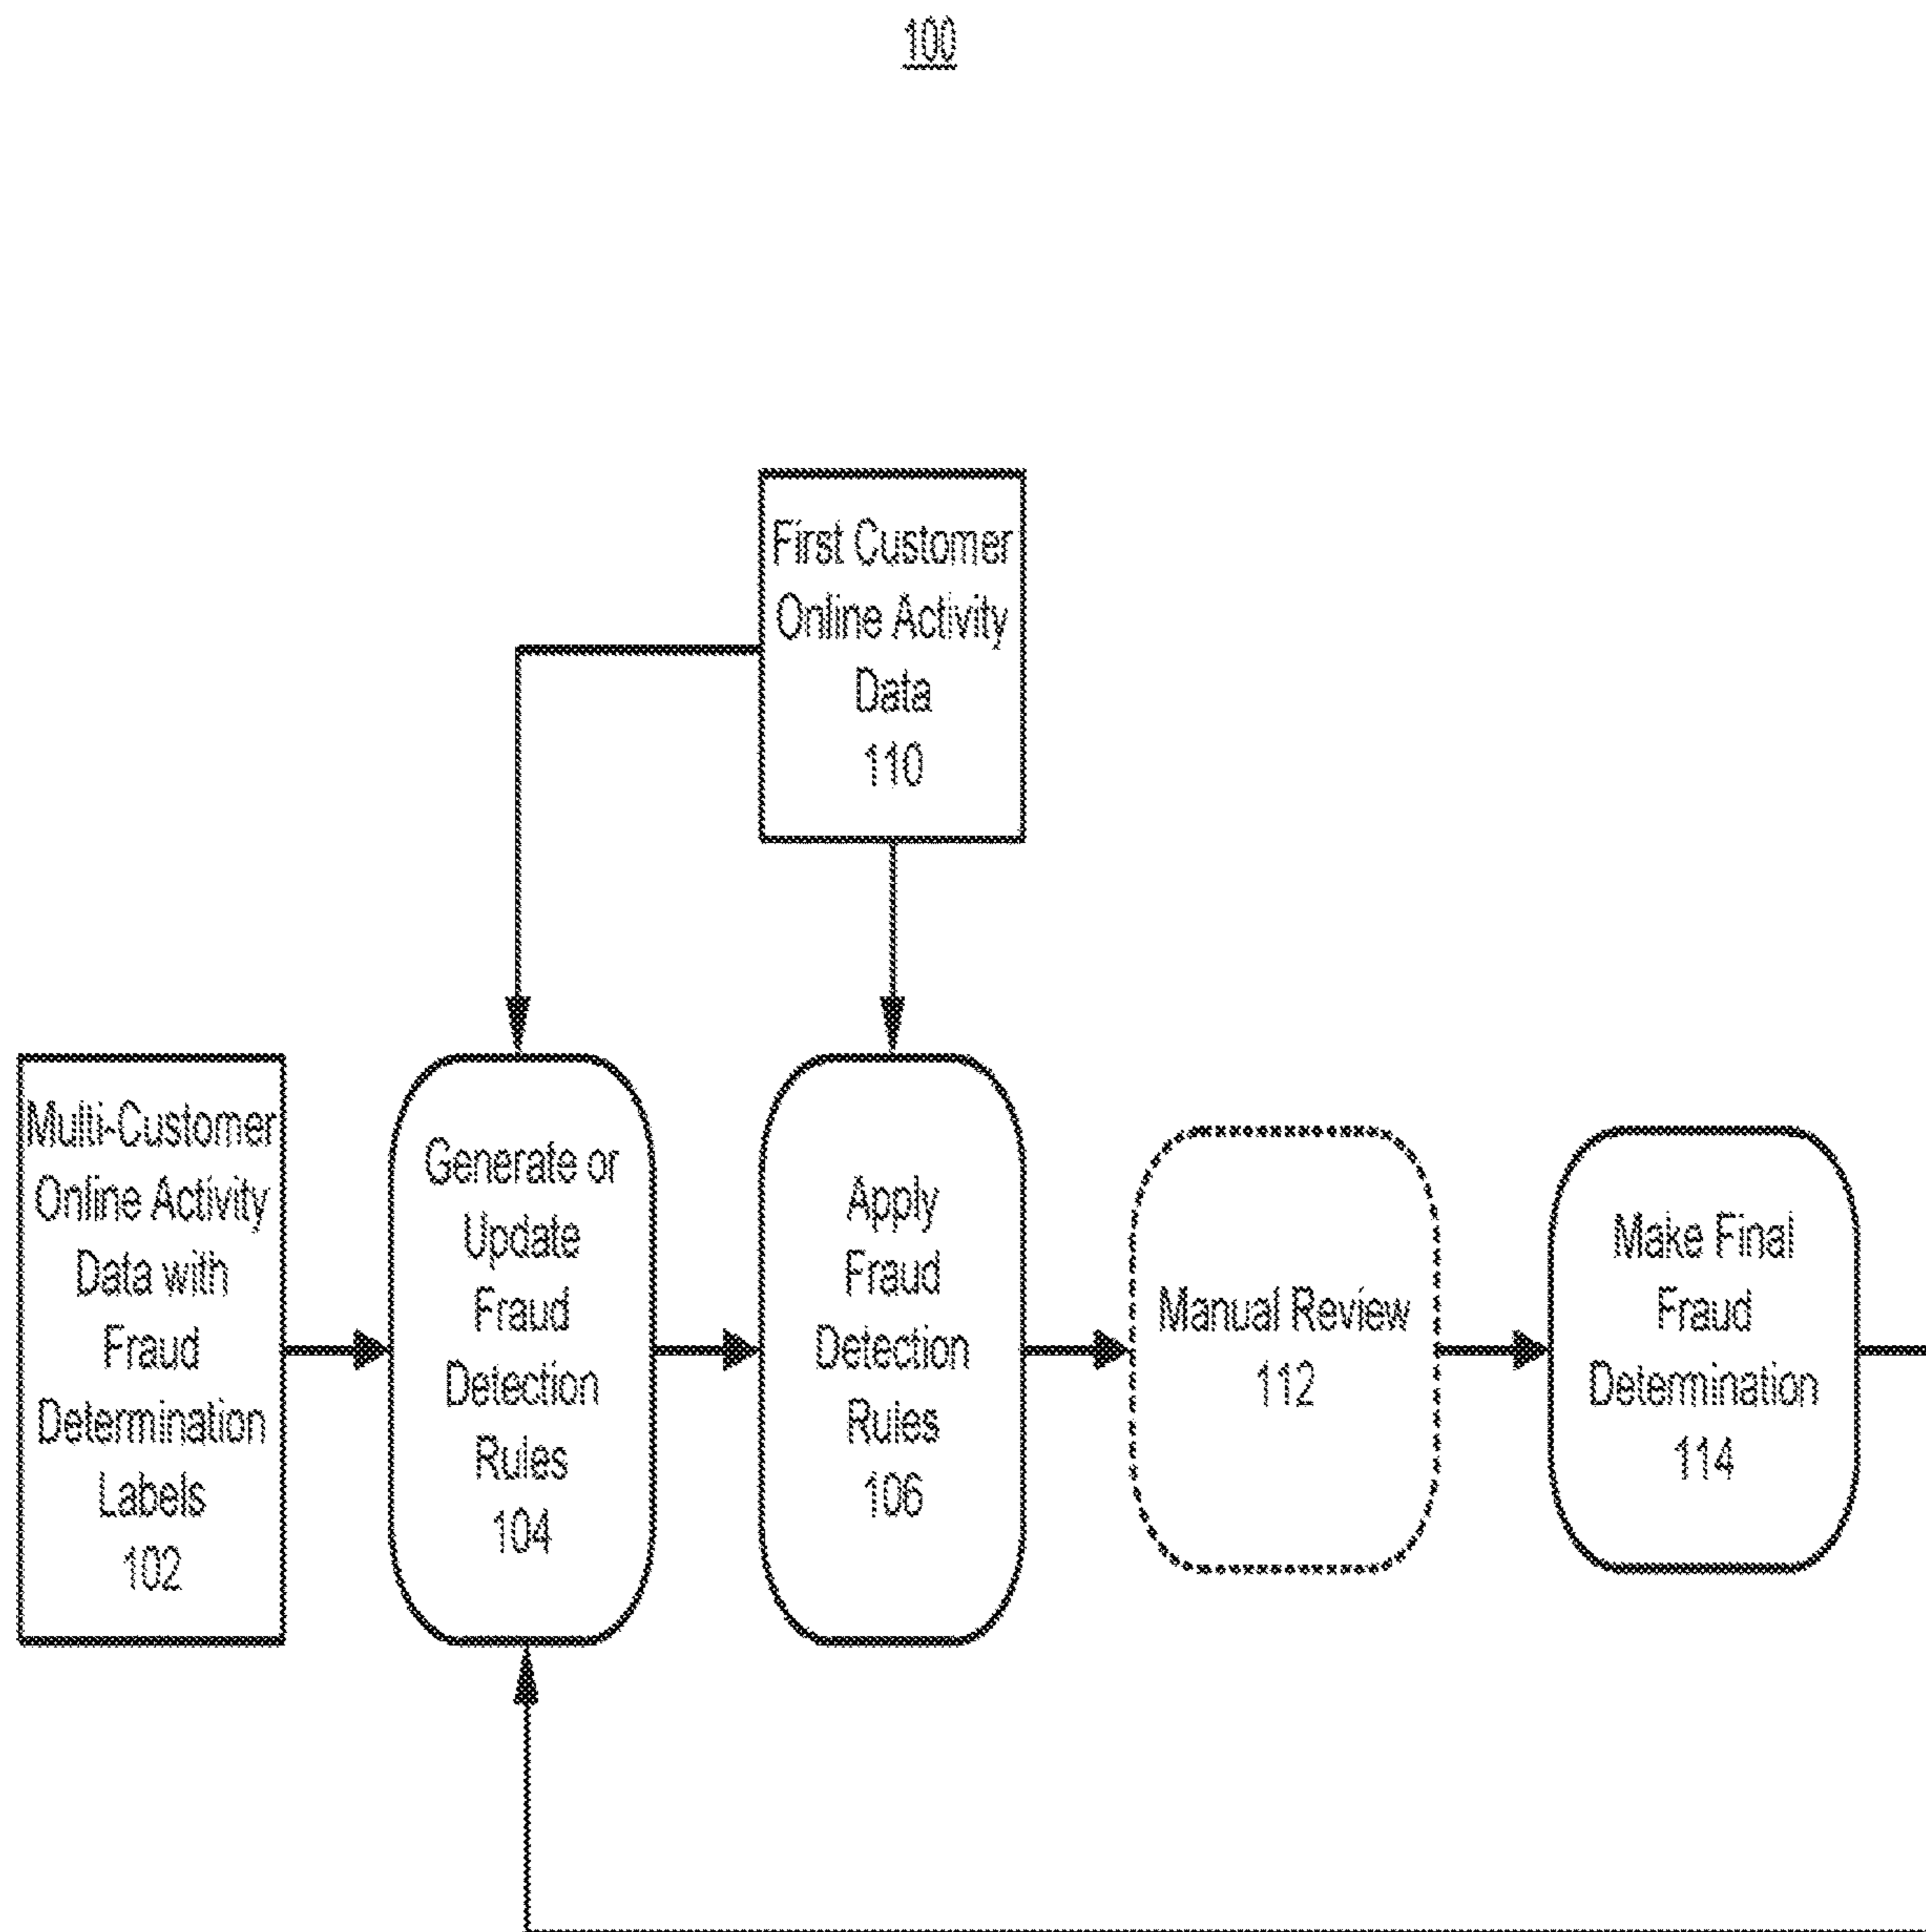 100
First Customer
Online Activity
Data
110
Multi-Customer
Online Activity
Data with
Fraud
Determination
Labels
102
Generate or
Update
Fraud
Detection
Rules
104
Apply
Fraud
Detection
Rules
106
Manual Review
112
Make Final
Fraud
Determination
114